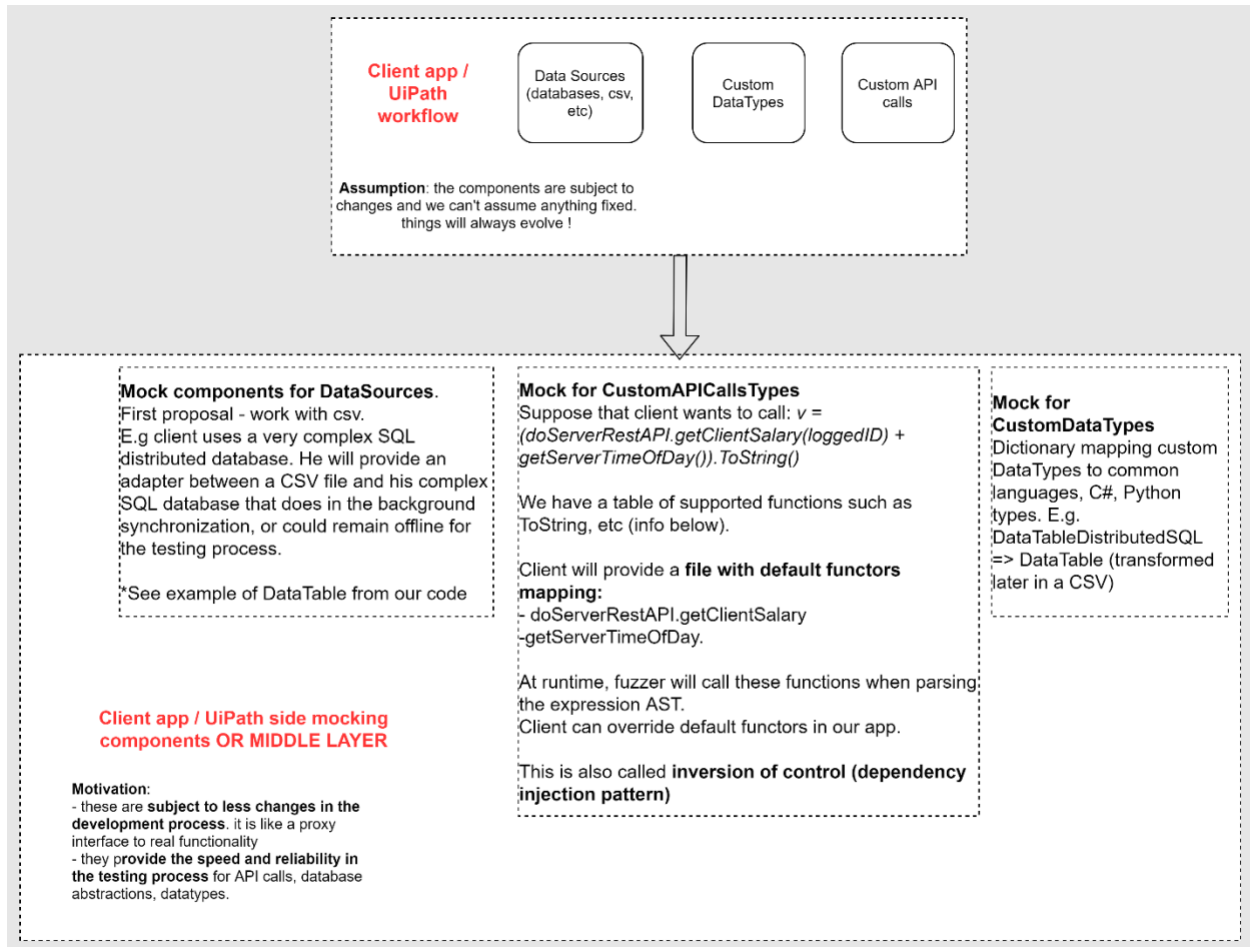 Client app /
UiPath
workflow
Data Sources
(databases, csv,
etc)
Custom
DataTypes
Custom API
calls
Assumption: the components are subject to
changes and we can't assume anything fixed.
things will always evolve !
Mock components for DataSources.
First proposal - work with csv.
E.g client uses a very complex SQL
distributed database. He will provide an
adapter between a CSV file and his complex
SQL database that does in the background
synchronization, or could remain offline for
the testing process.
*See example of DataTable from our code
Mock for CustomAPICallsTypes
Suppose that client wants to call: v =
(doServerRestAPI.getClientSalary(loggedID) +
getServerTimeOfDay()).ToString()
We have a table of supported functions such as
ToString, etc (info below).
Client will provide a file with default functors
mapping:
- doServerRestAPI.getClientSalary
-getServerTimeOfDay.
At runtime, fuzzer will call these functions when parsing
the expression AST.
Client can override default functors in our app.
This is also called inversion of control (dependency
injection pattern)
Mock for
CustomDataTypes
Dictionary mapping custom
DataTypes to common
languages, C#, Python
types. E.g.
DataTableDistributedSQL
=> DataTable (transformed
later in a CSV)
Client app / UiPath side mocking
components OR MIDDLE LAYER
Motivation:
- these are subject to less changes in the
development process. it is like a proxy
interface to real functionality
- they provide the speed and reliability in
the testing process for API calls, database
abstractions, datatypes.